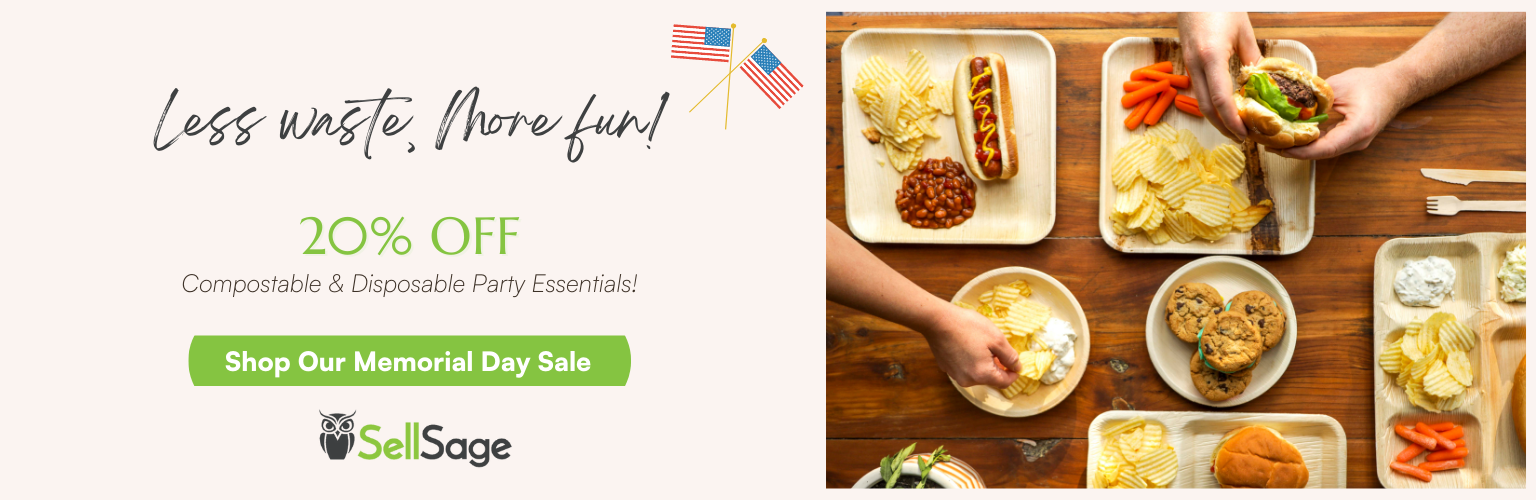 Less waste, More fun!
20% OFF
Compostable & Disposable Party Essentials!
Shop Our Memorial Day Sale
SellSage